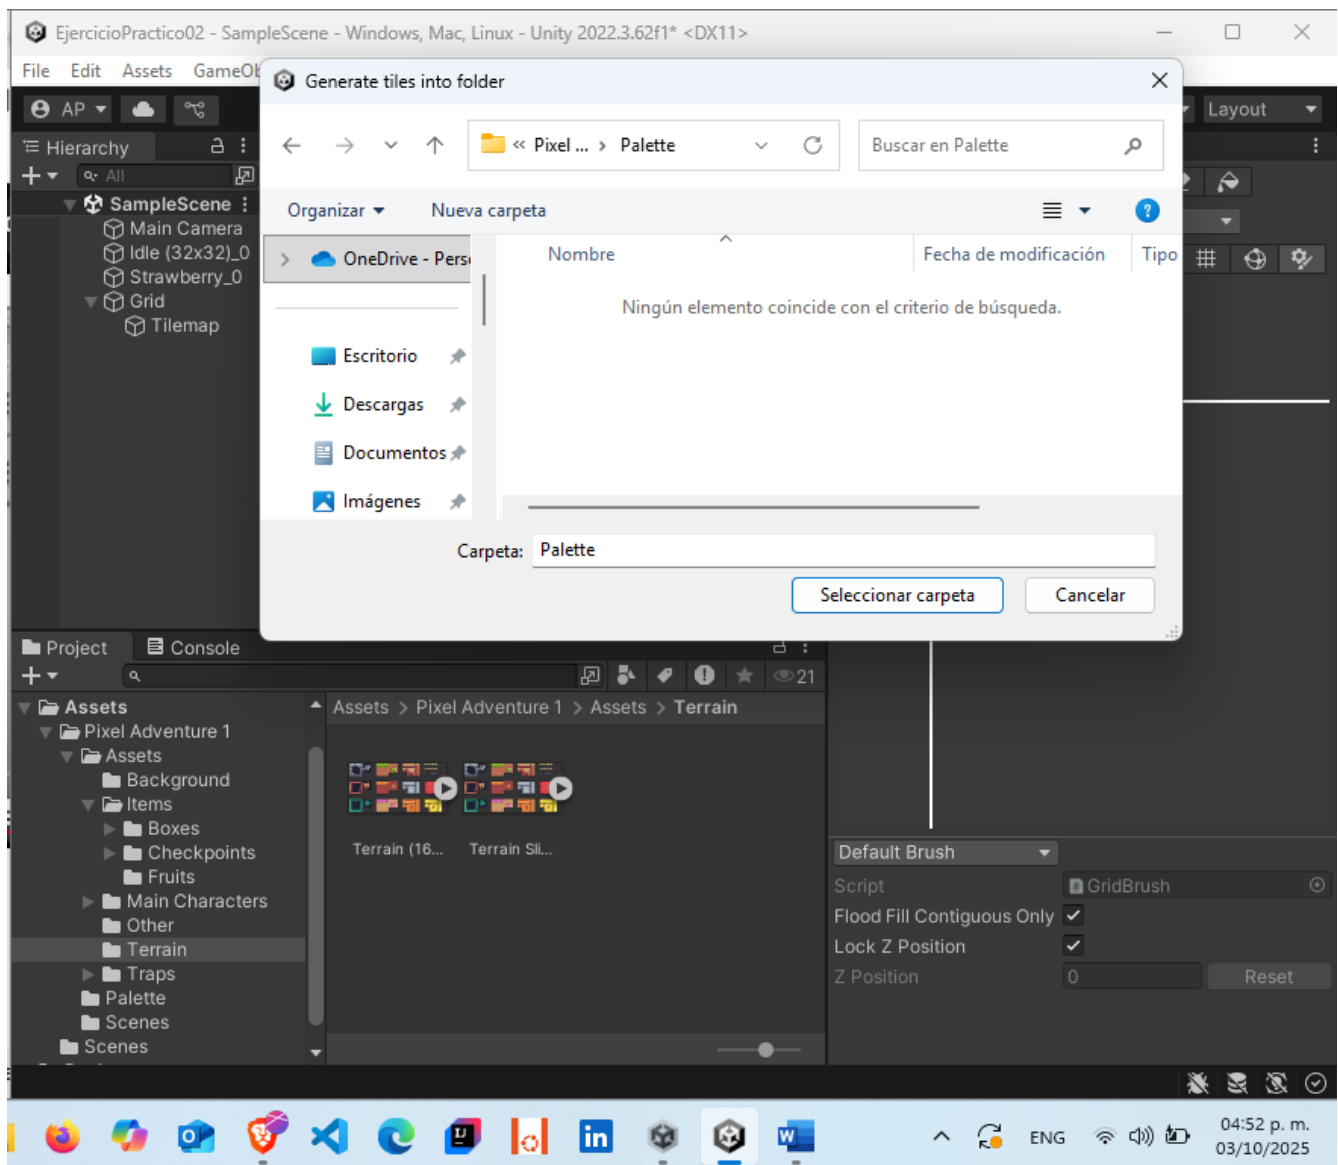 EjercicioPractico02 - SampleScene - Windows, Mac, Linux - Unity 2022.3.62f1* <DX11>
File Edit Assets GameOb
Generate tiles into folder
AP
Layout
« Pixel ... > Palette
Buscar en Palette
Hierarchy
All
Organizar
Nueva carpeta
SampleScene
Main Camera
Idle (32x32)_0
Strawberry_0
Grid
Tilemap
OneDrive - Perso
Nombre
Fecha de modificación
Tipo
Ningún elemento coincide con el criterio de búsqueda.
Escritorio
Descargas
Documentos
Imágenes
Carpeta: Palette
Seleccionar carpeta
Cancelar
Project
Console
21
Assets
Pixel Adventure 1
Assets
Background
Items
Boxes
Checkpoints
Fruits
Main Characters
Other
Terrain
Traps
Palette
Scenes
Scenes
Assets > Pixel Adventure 1 > Assets > Terrain
Terrain (16...
Terrain Sli...
Default Brush
Script
GridBrush
Flood Fill Contiguous Only
Lock Z Position
Z Position
0
Reset
ENG
04:52 p. m.
03/10/2025